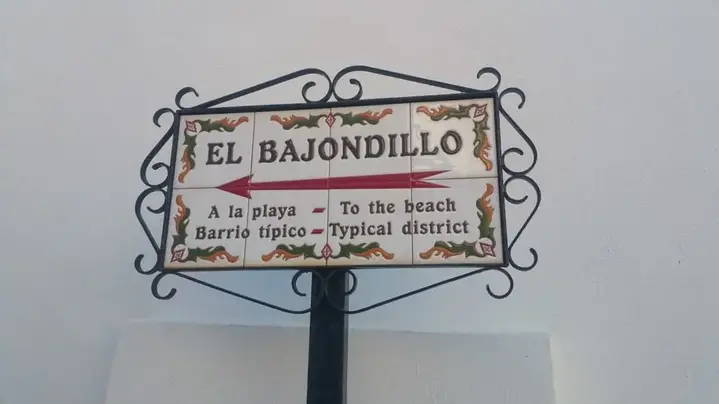 EL BAJONDILLO
A la playa - To the beach
Barrio típico - Typical district